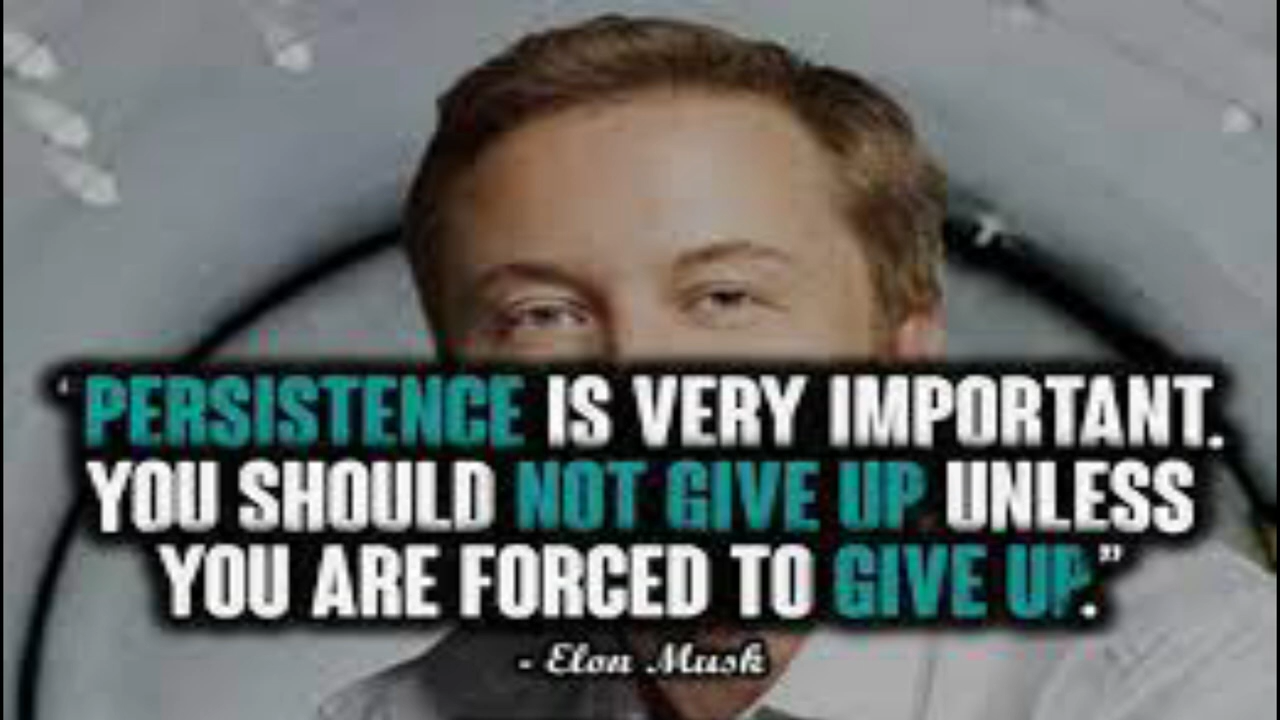 ‘PERSISTENCE IS VERY IMPORTANT.
YOU SHOULD NOT GIVE UP UNLESS
YOU ARE FORCED TO GIVE UP.”
- Elon Musk